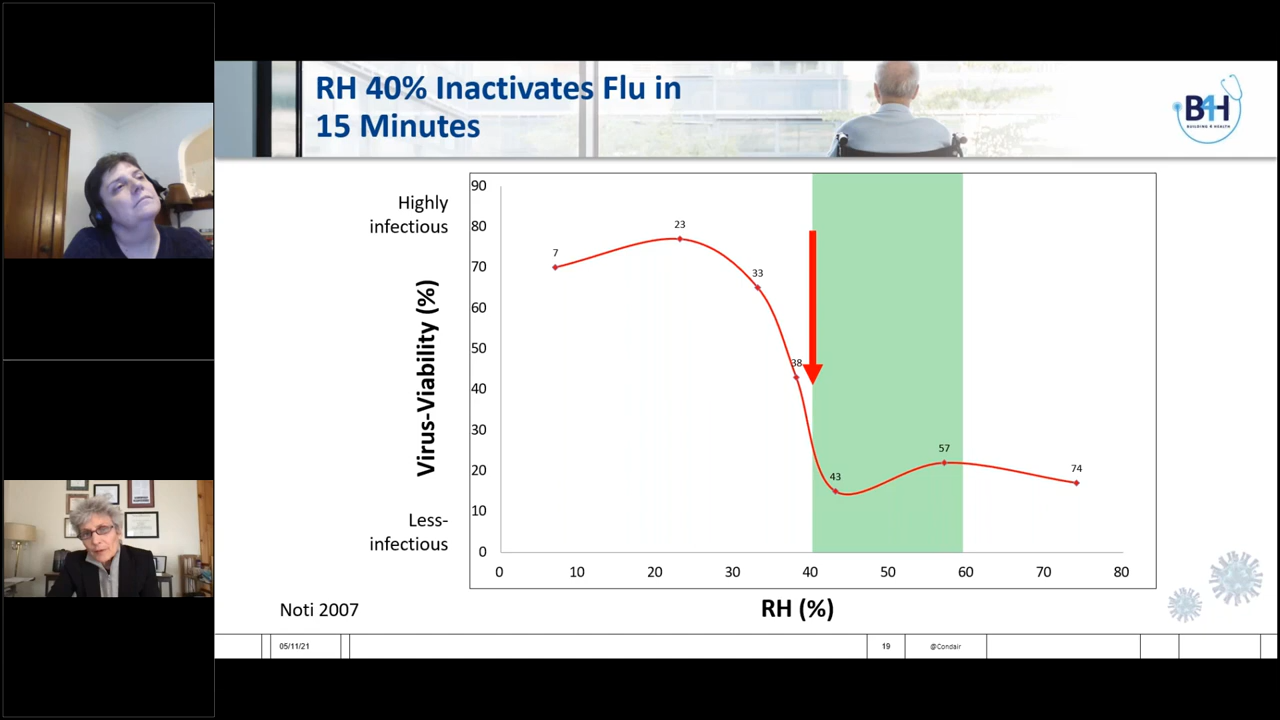 RH 40% Inactivates Flu in
15 Minutes
B4H
BUILDING 4 HEALTH
Highly
infectious
Less-
infectious
Virus-Viability (%)
90
80
70
60
50
40
30
20
10
0
7
23
33
38
43
57
74
0 10 20 30 40 50 60 70 80
RH (%)
Noti 2007
05/11/21
19
@Condair